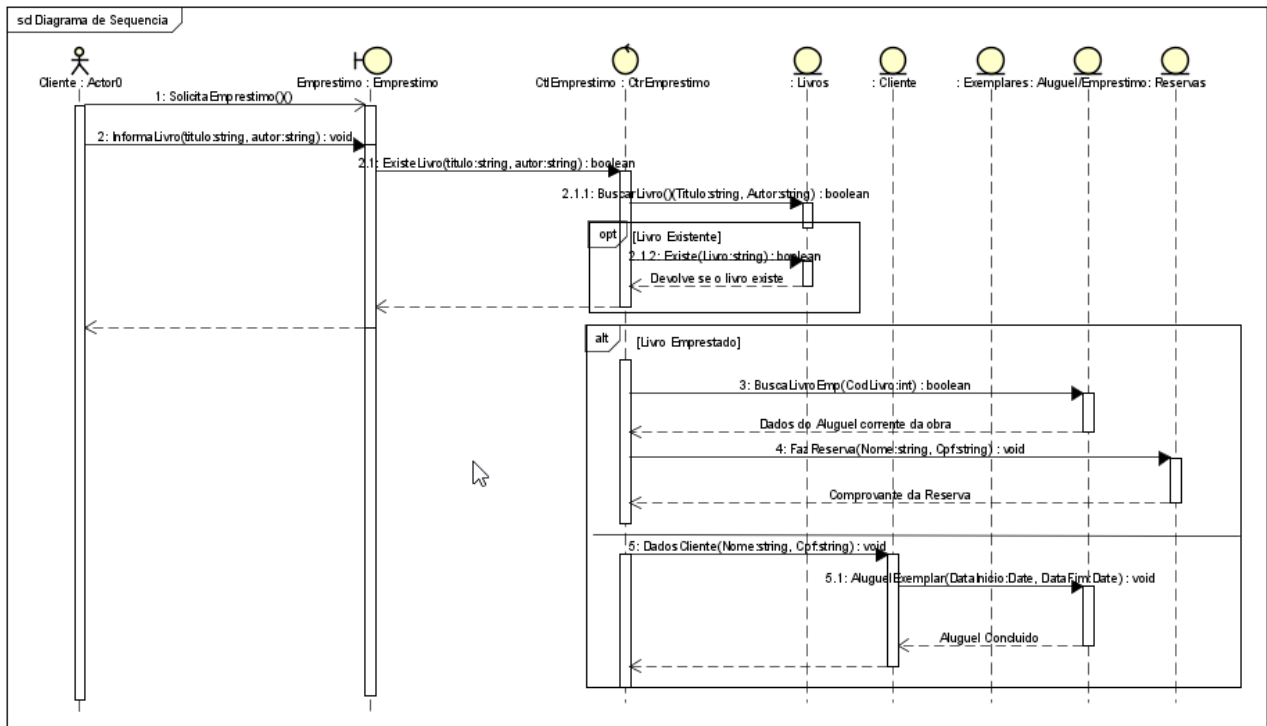 sd Diagrama de Sequencia
Cliente : Actor0
Emprestimo : Emprestimo
CtlEmprestimo : CtrEmprestimo
: Livros
: Cliente
: Exemplares
: Aluguel/Emprestimo
: Reservas
1: SolicitaEmprestimo()()
2: InformaLivro(titulo:string, autor:string) : void
2.1: ExisteLivro(titulo:string, autor:string) : boolean
2.1.1: BuscarLivro()(Titulo:string, Autor:string) : boolean
opt
[Livro Existente]
2.1.2: Existe(Livro:string) : boolean
Devolve se o livro existe
alt
[Livro Emprestado]
3: BuscaLivroEmp(CodLivro:int) : boolean
Dados do Aluguel corrente da obra
4: FazReserva(Nome:string, Cpf:string) : void
Comprovante da Reserva
5: DadosCliente(Nome:string, Cpf:string) : void
5.1: AluguelExemplar(DataInicio:Date, DataFim:Date) : void
Aluguel Concluido